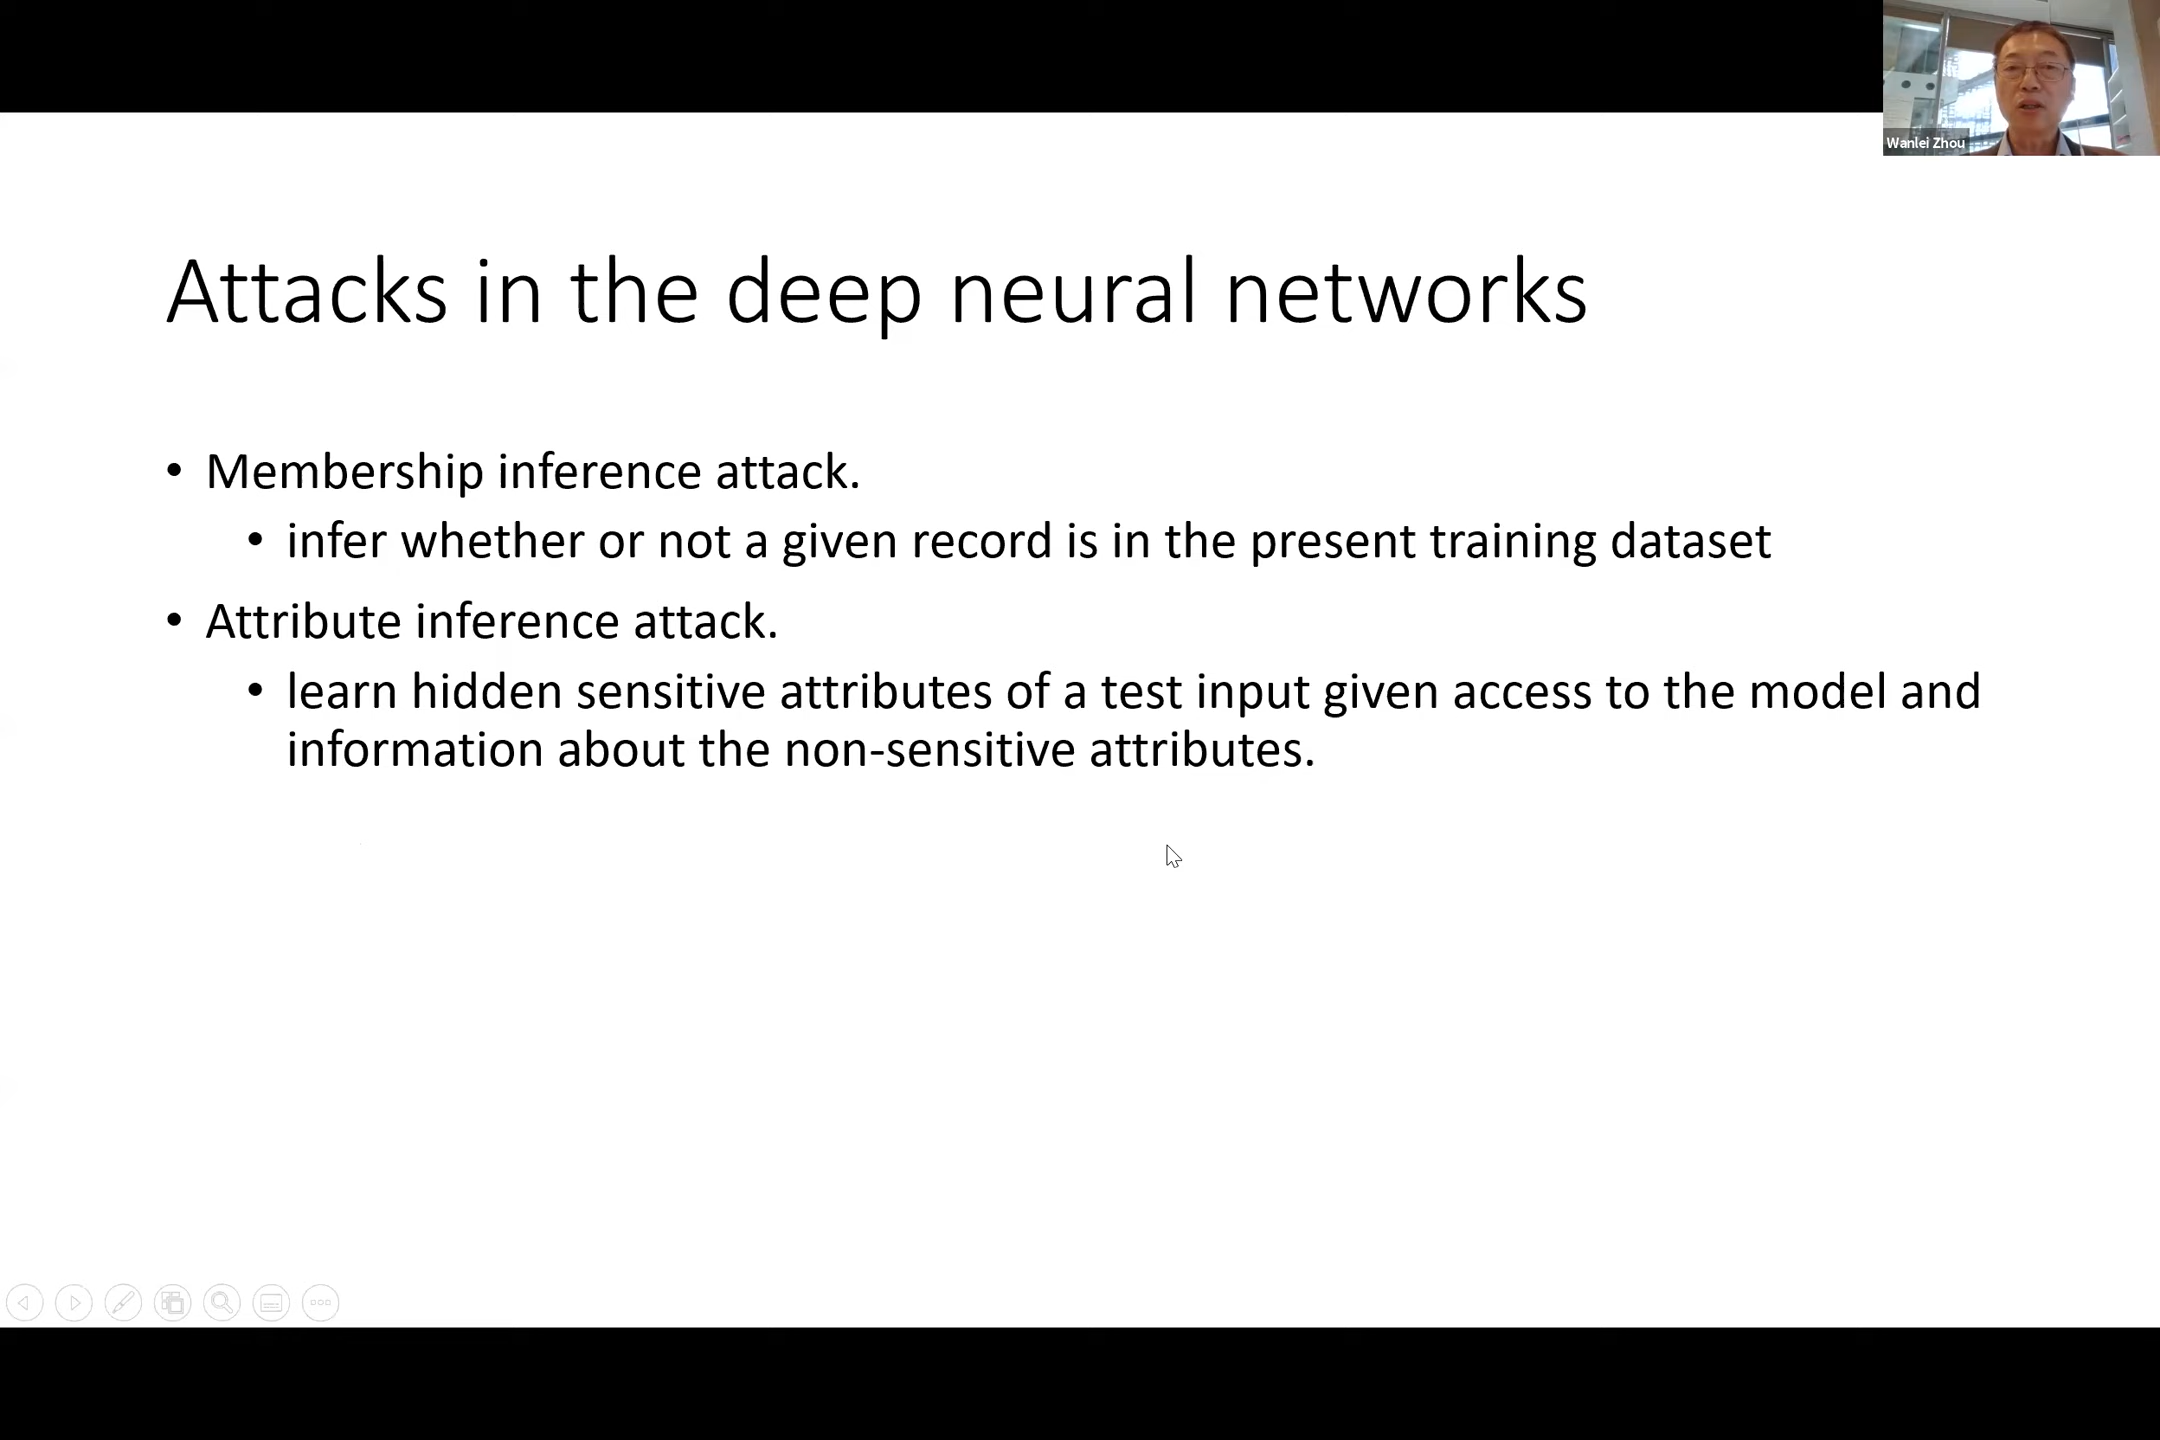 Wanlei Zhou
Attacks in the deep neural networks
• Membership inference attack.
• infer whether or not a given record is in the present training dataset
• Attribute inference attack.
• learn hidden sensitive attributes of a test input given access to the model and
information about the non-sensitive attributes.